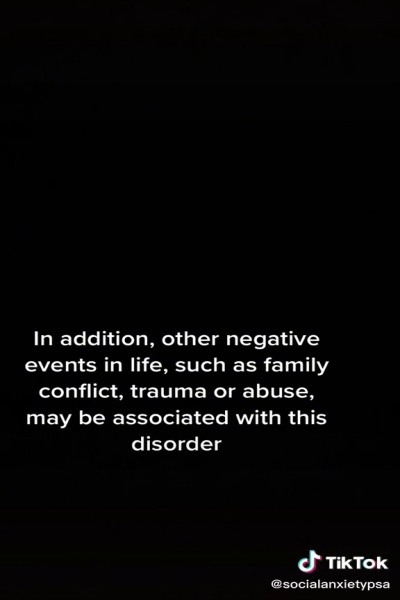 In addition, other negative
events in life, such as family
conflict, trauma or abuse,
may be associated with this
disorder
TikTok
@socialanxietypsa